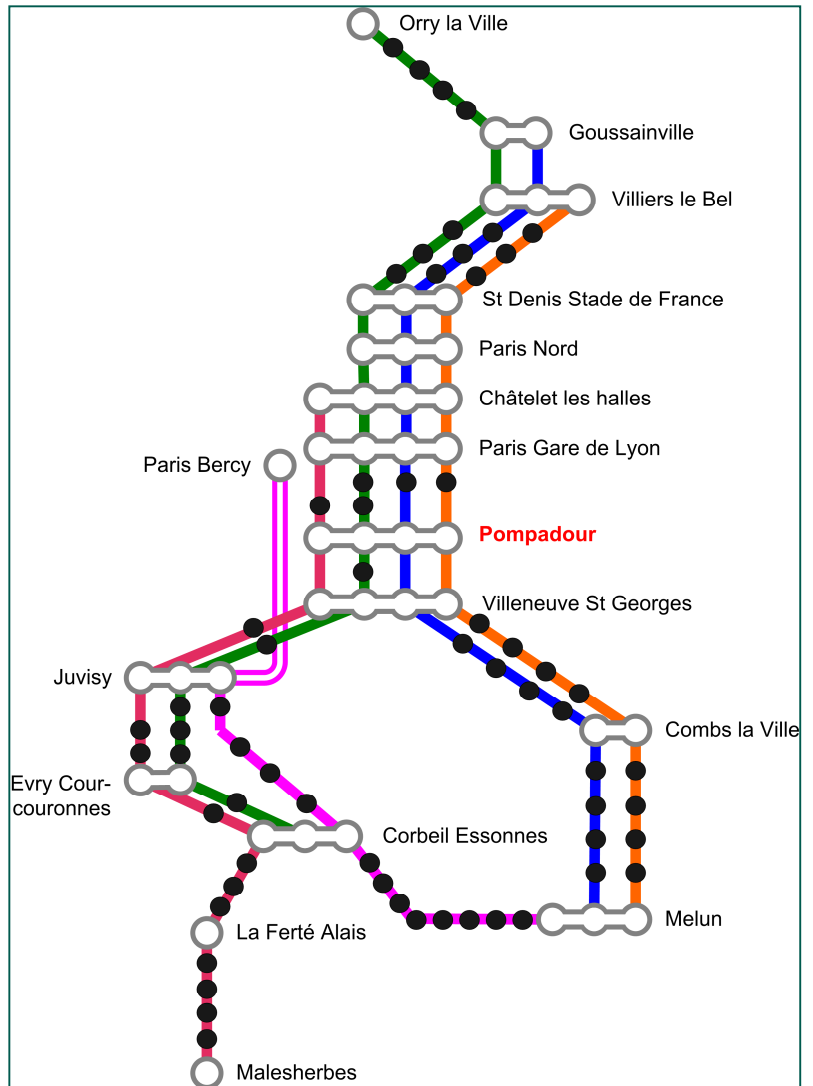 Orry la Ville
Goussainville
Villiers le Bel
St Denis Stade de France
Paris Nord
Châtelet les halles
Paris Gare de Lyon
Paris Bercy
Pompadour
Villeneuve St Georges
Juvisy
Combs la Ville
Evry Cour-
couronnes
Corbeil Essonnes
Melun
La Ferté Alais
Malesherbes